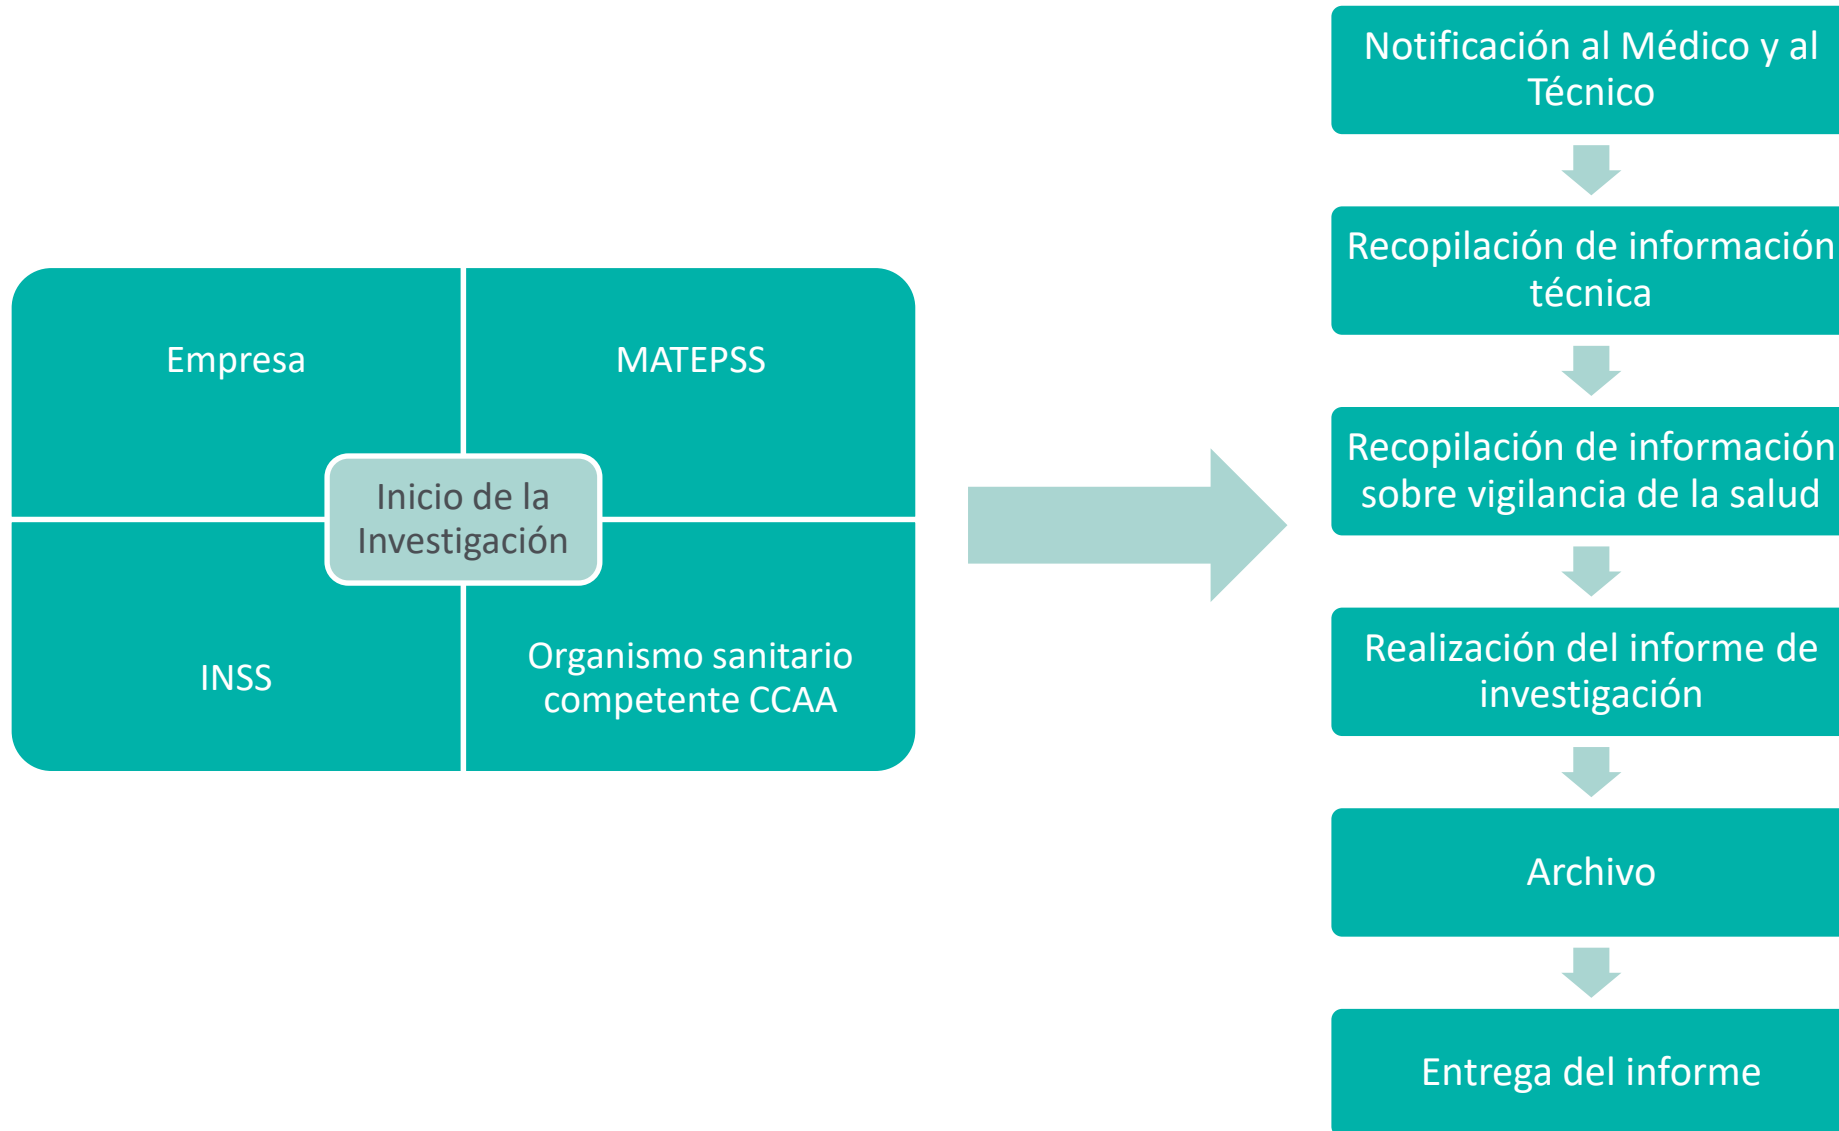 Empresa
MATEPSS
Inicio de la
Investigación
INSS
Organismo sanitario
competente CCAA
Notificación al Médico y al
Técnico
Recopilación de información
técnica
Recopilación de información
sobre vigilancia de la salud
Realización del informe de
investigación
Archivo
Entrega del informe